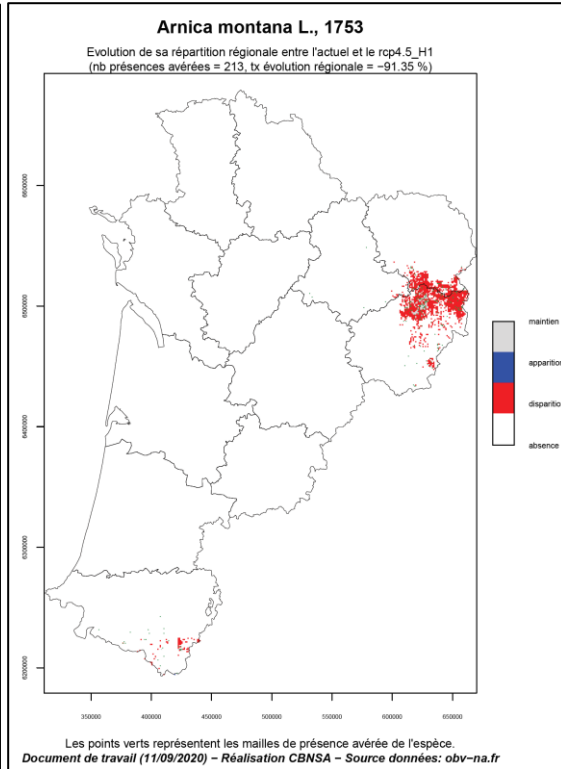 Arnica montana L., 1753
Evolution de sa répartition régionale entre l'actuel et le rcp4.5_H1
(nb présences avérées = 213, tx évolution régionale = −91.35 %)
6600000
6500000
6400000
6300000
6200000
maintien
apparition
disparition
absence
350000 400000 450000 500000 550000 600000 650000
Les points verts représentent les mailles de présence avérée de l'espèce.
Document de travail (11/09/2020) − Réalisation CBNSA − Source données: obv−na.fr